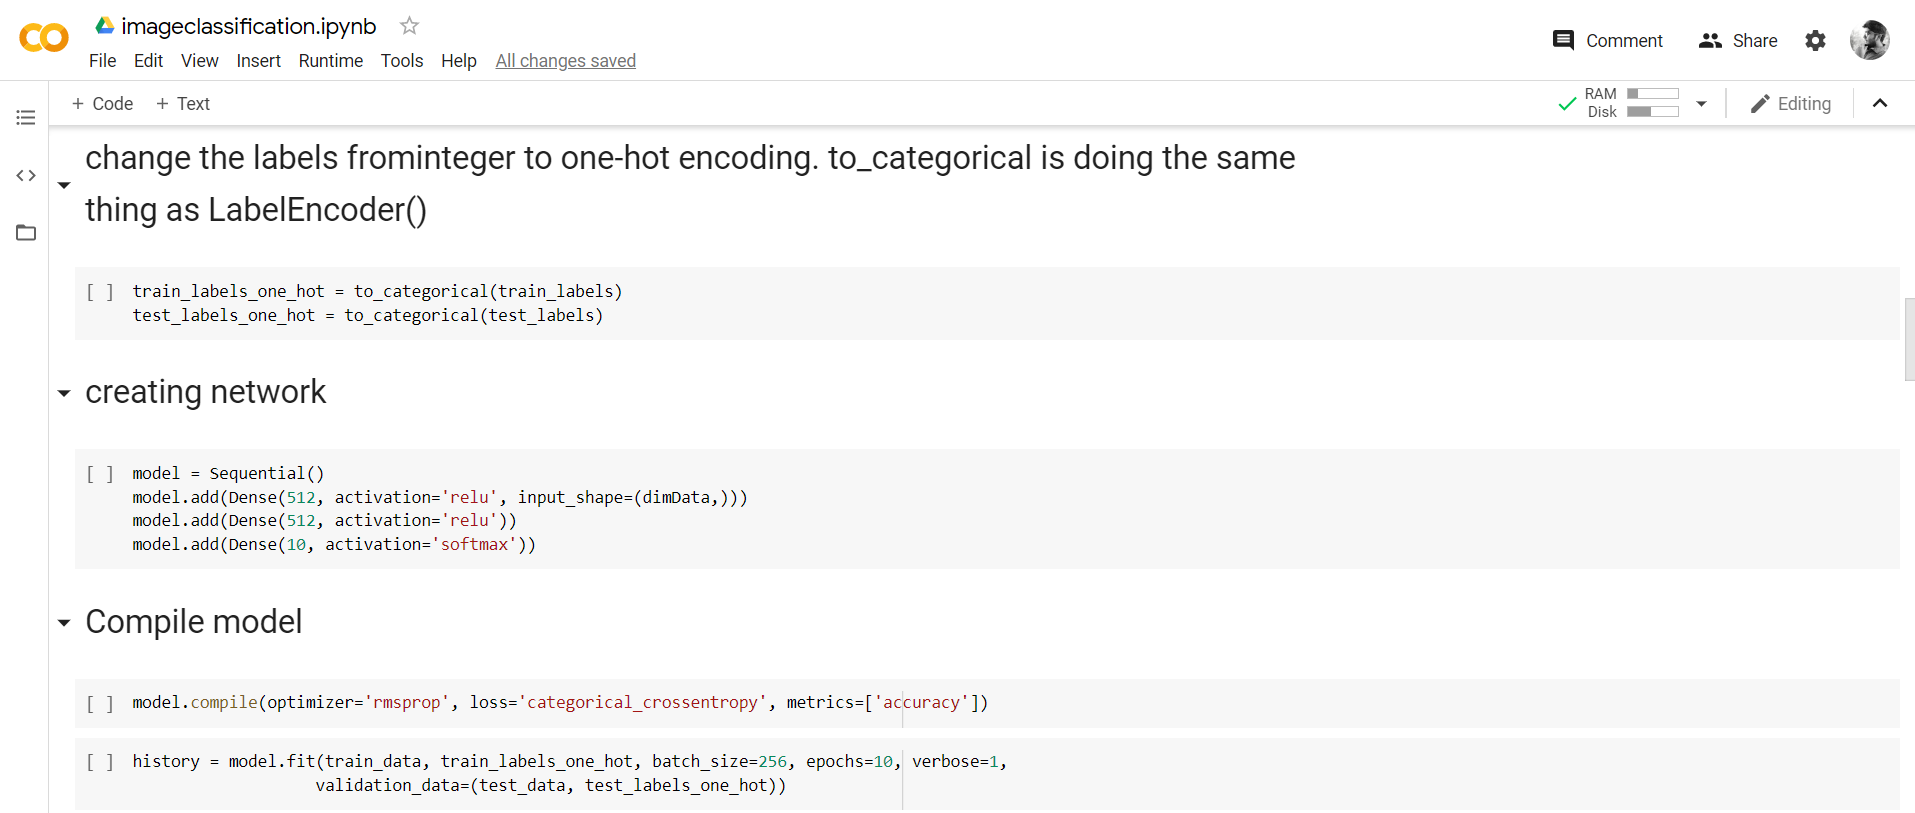 imageclassification.ipynb
File Edit View Insert Runtime Tools Help All changes saved
Comment Share
+ Code + Text
RAM
Disk
Editing
change the labels frominteger to one-hot encoding. to_categorical is doing the same
thing as LabelEncoder()
[ ] train_labels_one_hot = to_categorical(train_labels)
test_labels_one_hot = to_categorical(test_labels)
creating network
[ ] model = Sequential()
model.add(Dense(512, activation='relu', input_shape=(dimData,)))
model.add(Dense(512, activation='relu'))
model.add(Dense(10, activation='softmax'))
Compile model
[ ] model.compile(optimizer='rmsprop', loss='categorical_crossentropy', metrics=['accuracy'])
[ ] history = model.fit(train_data, train_labels_one_hot, batch_size=256, epochs=10, verbose=1,
validation_data=(test_data, test_labels_one_hot))